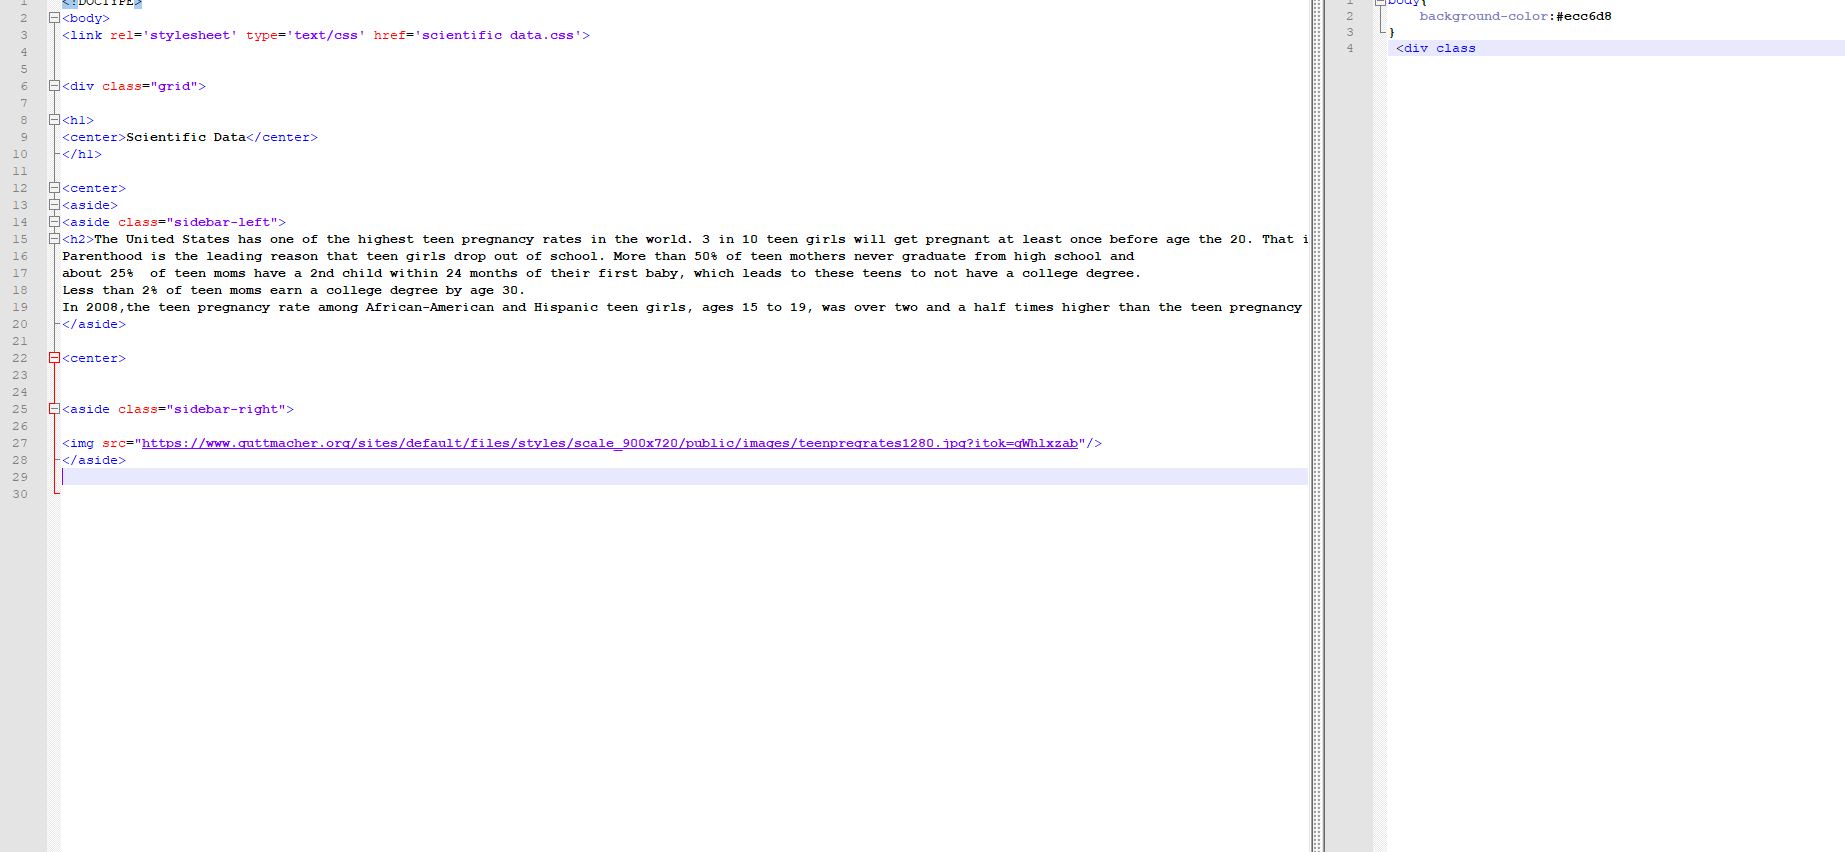 1 <!DOCTYPE>
2 <body>
3 <link rel='stylesheet' type='text/css' href='scientific data.css'>
4
5
6 <div class="grid">
7
8 <h1>
9 <center>Scientific Data</center>
10 </h1>
11
12 <center>
13 <aside>
14 <aside class="sidebar-left">
15 <h2>The United States has one of the highest teen pregnancy rates in the world. 3 in 10 teen girls will get pregnant at least once before age the 20. That i
16 Parenthood is the leading reason that teen girls drop out of school. More than 50% of teen mothers never graduate from high school and
17 about 25%  of teen moms have a 2nd child within 24 months of their first baby, which leads to these teens to not have a college degree.
18 Less than 2% of teen moms earn a college degree by age 30.
19 In 2008,the teen pregnancy rate among African-American and Hispanic teen girls, ages 15 to 19, was over two and a half times higher than the teen pregnancy
20 </aside>
21
22 <center>
23
24
25 <aside class="sidebar-right">
26
27 <img src="https://www.guttmacher.org/sites/default/files/styles/scale_900x720/public/images/teenpregrates1280.jpg?itok=gWhlxzab"/>
28 </aside>
29
30
1 body{
2 background-color:#ecc6d8
3 }
4 <div class